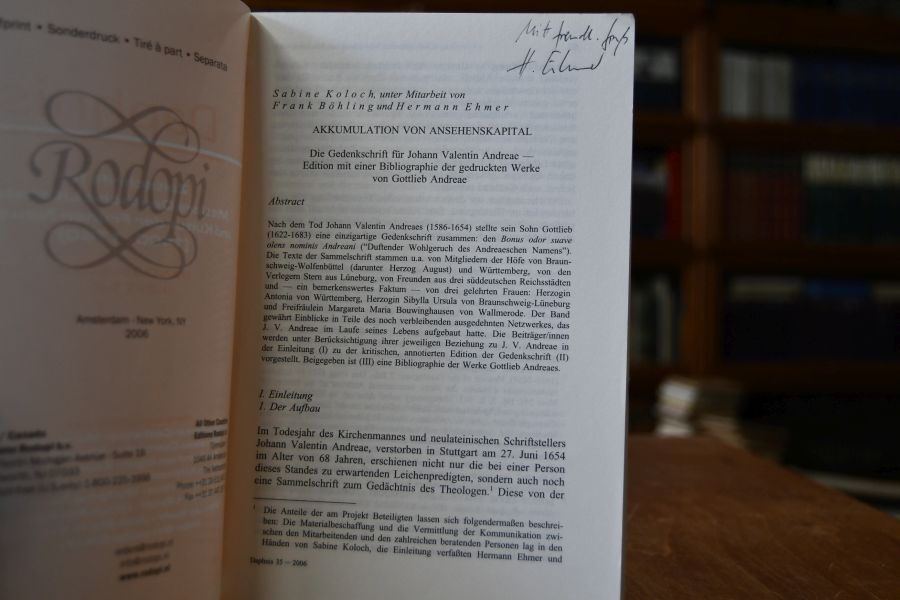 fprint • Sonderdruck • Tiré à part • Separata
Rodopi
Amsterdam - New York, NY
2006
www.rodopi.nl
Mit freundl. Gruß
H. Ehmer
Sabine Koloch, unter Mitarbeit von
Frank Böhling und Hermann Ehmer
AKKUMULATION VON ANSEHENSKAPITAL
Die Gedenkschrift für Johann Valentin Andreae —
Edition mit einer Bibliographie der gedruckten Werke
von Gottlieb Andreae
Abstract
Nach dem Tod Johann Valentin Andreaes (1586-1654) stellte sein Sohn Gottlieb
(1622-1683) eine einzigartige Gedenkschrift zusammen: den Bonus odor suave
olens nominis Andreani ("Duftender Wohlgeruch des Andreaeschen Namens").
Die Texte der Sammelschrift stammen u.a. von Mitgliedern der Höfe von Braun-
schweig-Wolfenbüttel (darunter Herzog August) und Württemberg, von den
Verlegern Stern aus Lüneburg, von Freunden aus drei süddeutschen Reichsstädten
und — ein bemerkenswertes Faktum — von drei gelehrten Frauen: Herzogin
Antonia von Württemberg, Herzogin Sibylla Ursula von Braunschweig-Lüneburg
und Freifräulein Margareta Maria Bouwinghausen von Wallmerode. Der Band
gewährt Einblicke in Teile des noch verbleibenden ausgedehnten Netzwerkes, das
J. V. Andreae im Laufe seines Lebens aufgebaut hatte. Die Beiträger/innen
werden unter Berücksichtigung ihrer jeweiligen Beziehung zu J. V. Andreae in
der Einleitung (I) zu der kritischen, annotierten Edition der Gedenkschrift (II)
vorgestellt. Beigegeben ist (III) eine Bibliographie der Werke Gottlieb Andreaes.
I. Einleitung
1. Der Aufbau
Im Todesjahr des Kirchenmannes und neulateinischen Schriftstellers
Johann Valentin Andreae, verstorben in Stuttgart am 27. Juni 1654
im Alter von 68 Jahren, erschienen nicht nur die bei einer Person
dieses Standes zu erwartenden Leichenpredigten, sondern auch noch
eine Sammelschrift zum Gedächtnis des Theologen.¹ Diese von der
¹ Die Anteile der am Projekt Beteiligten lassen sich folgendermaßen beschrei-
ben: Die Materialbeschaffung und die Vermittlung der Kommunikation zwi-
schen den Mitarbeitenden und den zahlreichen beratenden Personen lag in den
Händen von Sabine Koloch, die Einleitung verfaßten Hermann Ehmer und
Daphnis 35 — 2006